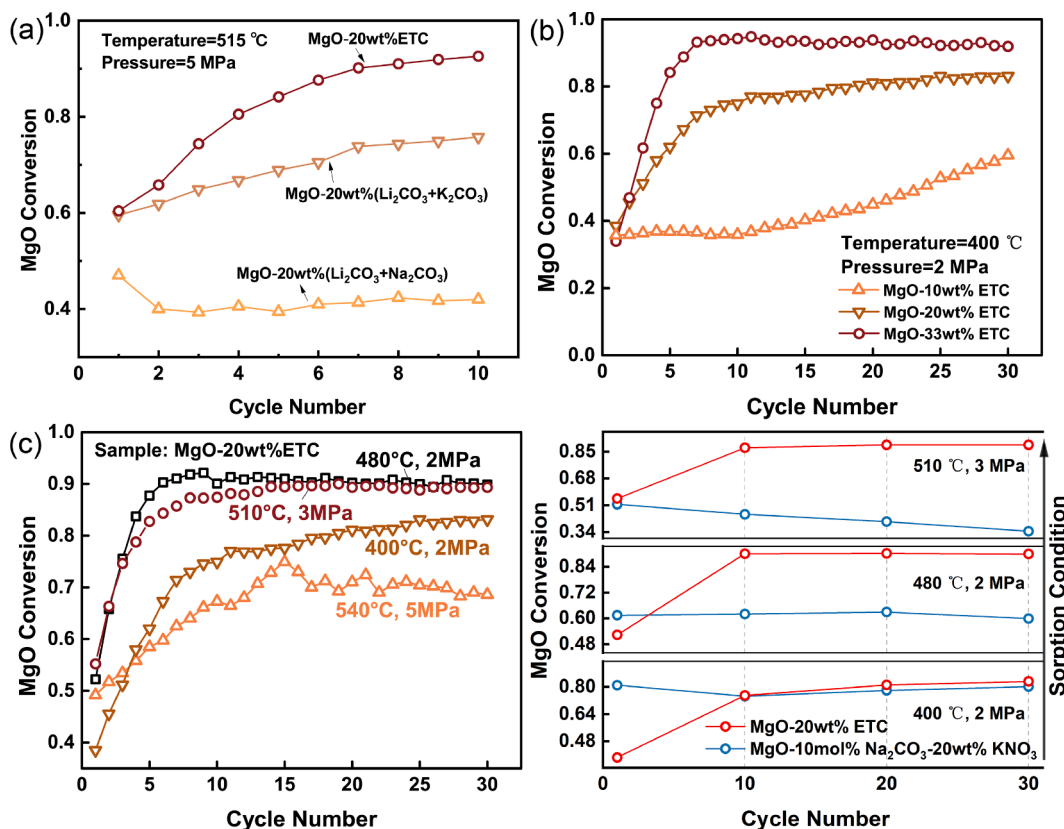 (a)
Temperature=515 ℃
Pressure=5 MPa
MgO-20wt%ETC
MgO-20wt%(Li₂CO₃+K₂CO₃)
MgO-20wt%(Li₂CO₃+Na₂CO₃)
MgO Conversion
1.0
0.8
0.6
0.4
2
4
6
8
10
Cycle Number
(b)
MgO Conversion
1.0
0.8
0.6
0.4
0.2
0.0
Temperature=400 ℃
Pressure=2 MPa
MgO-10wt% ETC
MgO-20wt% ETC
MgO-33wt% ETC
0
5
10
15
20
25
30
Cycle Number
(c)
Sample: MgO-20wt%ETC
480°C, 2MPa
510°C, 3MPa
400°C, 2MPa
540°C, 5MPa
MgO Conversion
1.0
0.9
0.8
0.7
0.6
0.5
0.4
0
5
10
15
20
25
30
Cycle Number
MgO Conversion
0.85
0.51
0.34
510 ℃, 3 MPa
0.84
0.60
0.48
480 ℃, 2 MPa
0.80
0.64
0.48
400 ℃, 2 MPa
MgO-20wt% ETC
MgO-10mol% Na₂CO₃-20wt% KNO₃
Sorption Condition
0
10
20
30
Cycle Number